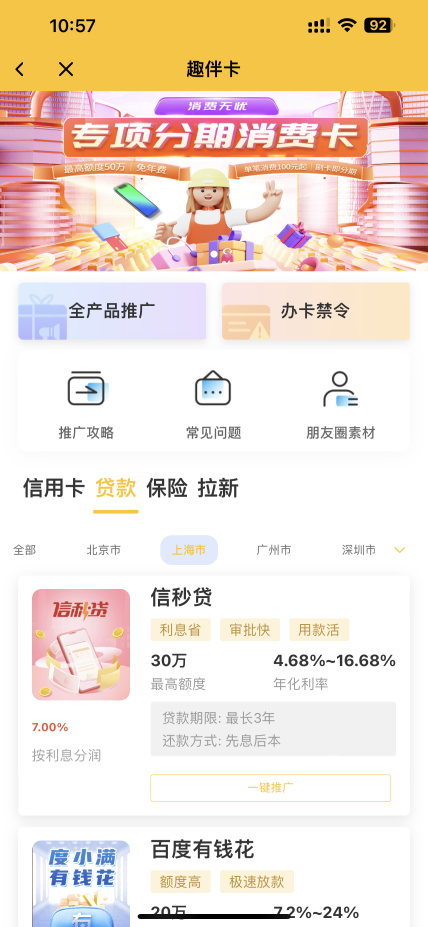 10:57
92
趣伴卡
消费无忧
专项分期消费卡
最高额度50万 | 免年费
单笔消费100元起 | 刷卡即分期
全产品推广
办卡禁令
推广攻略
常见问题
朋友圈素材
信用卡 贷款 保险 拉新
全部 北京市 上海市 广州市 深圳市
信秒贷
信秒贷
利息省 审批快 用款活
30万 4.68%~16.68%
最高额度 年化利率
7.00%
按利息分润
贷款期限: 最长3年
还款方式: 先息后本
一键推广
度小满
有钱花
有
百度有钱花
额度高 极速放款
20万 7.2%~24%